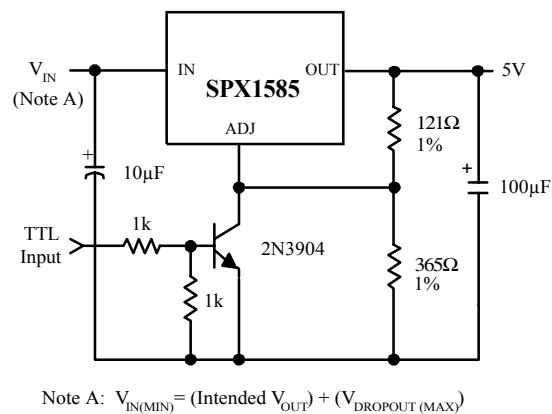 V_IN
(Note A)
IN
SPX1585
OUT
5V
ADJ
121Ω
1%
+
10µF
+
100µF
1k
TTL
Input
2N3904
365Ω
1%
1k
Note A: V_IN(MIN)= (Intended V_OUT) + (V_DROPOUT (MAX))